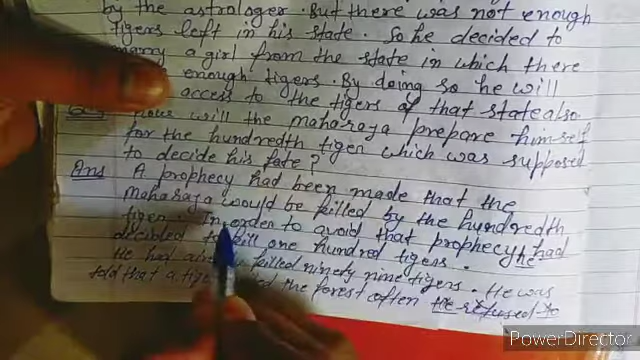 by the astrologer. But there was not enough
tigers left in his state. So he decided to
marry a girl from the state in which there
enough tigers. By doing so he will
access to the tigers of that state also
How will the maharaja prepare himself
for the hundredth tiger which was supposed
to decide his fate?
Ans A prophecy had been made that the
maharaja would be killed by the hundredth
tiger. In order to avoid that prophecy he had
decided to kill one hundred tigers.
He had killed ninety nine tigers. He was
told that a the forest often he refused to
PowerDirector